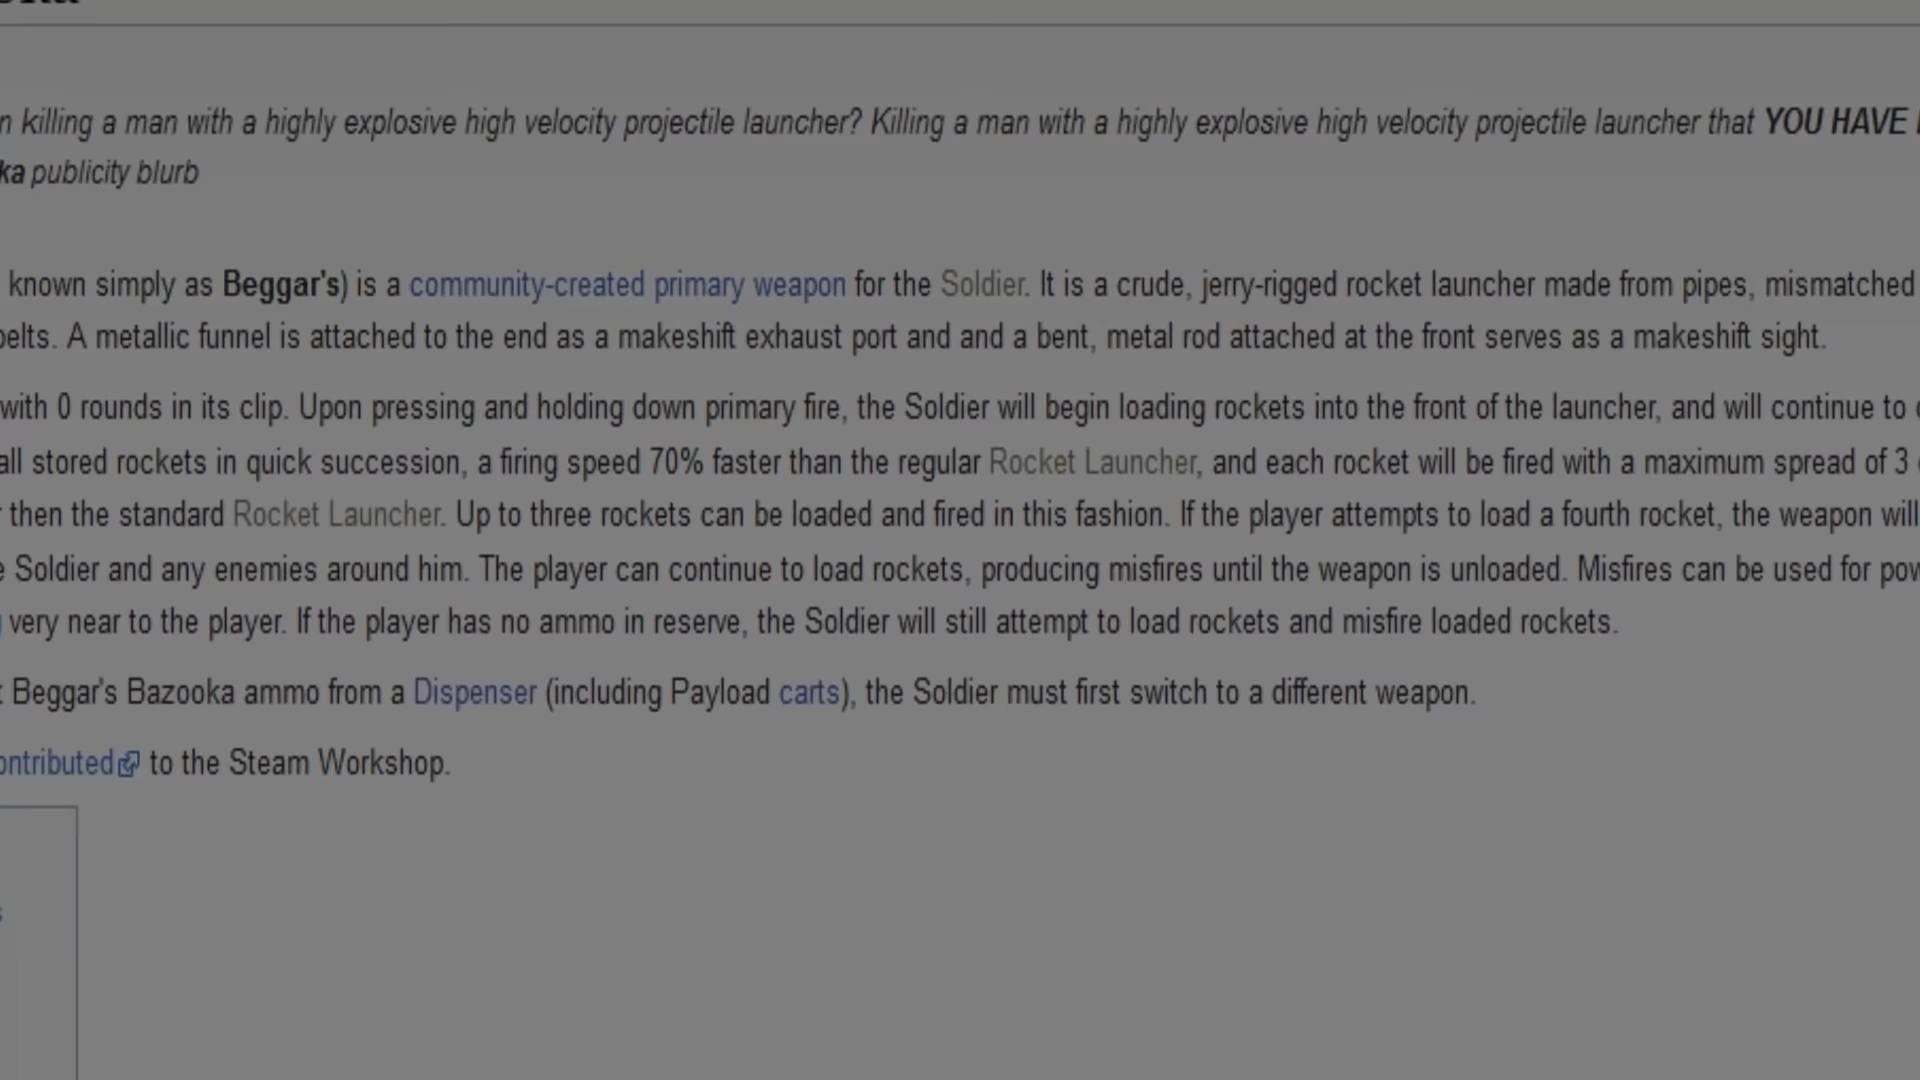 n killing a man with a highly explosive high velocity projectile launcher? Killing a man with a highly explosive high velocity projectile launcher that YOU HAVE
ka publicity blurb
known simply as Beggar's) is a community-created primary weapon for the Soldier. It is a crude, jerry-rigged rocket launcher made from pipes, mismatched
belts. A metallic funnel is attached to the end as a makeshift exhaust port and and a bent, metal rod attached at the front serves as a makeshift sight.
with 0 rounds in its clip. Upon pressing and holding down primary fire, the Soldier will begin loading rockets into the front of the launcher, and will continue to
all stored rockets in quick succession, a firing speed 70% faster than the regular Rocket Launcher, and each rocket will be fired with a maximum spread of 3
then the standard Rocket Launcher. Up to three rockets can be loaded and fired in this fashion. If the player attempts to load a fourth rocket, the weapon will
Soldier and any enemies around him. The player can continue to load rockets, producing misfires until the weapon is unloaded. Misfires can be used for pow
very near to the player. If the player has no ammo in reserve, the Soldier will still attempt to load rockets and misfire loaded rockets.
Beggar's Bazooka ammo from a Dispenser (including Payload carts), the Soldier must first switch to a different weapon.
ontributed to the Steam Workshop.